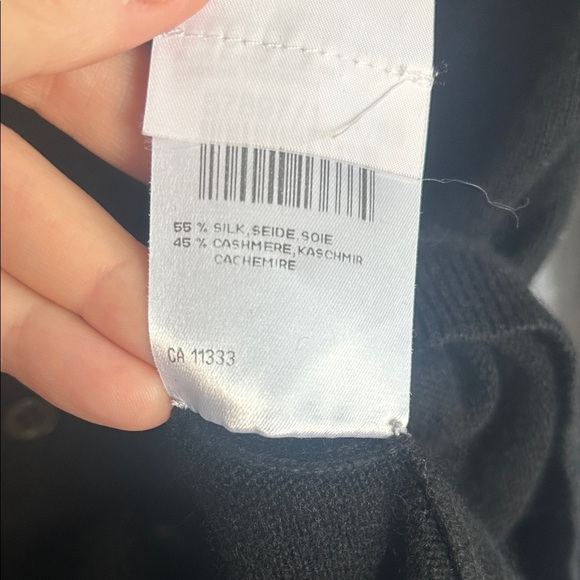 55 % SILK,SEIDE,SOIE
45 % CASHMERE,KASCHMIR
CACHEMIRE
CA 11333